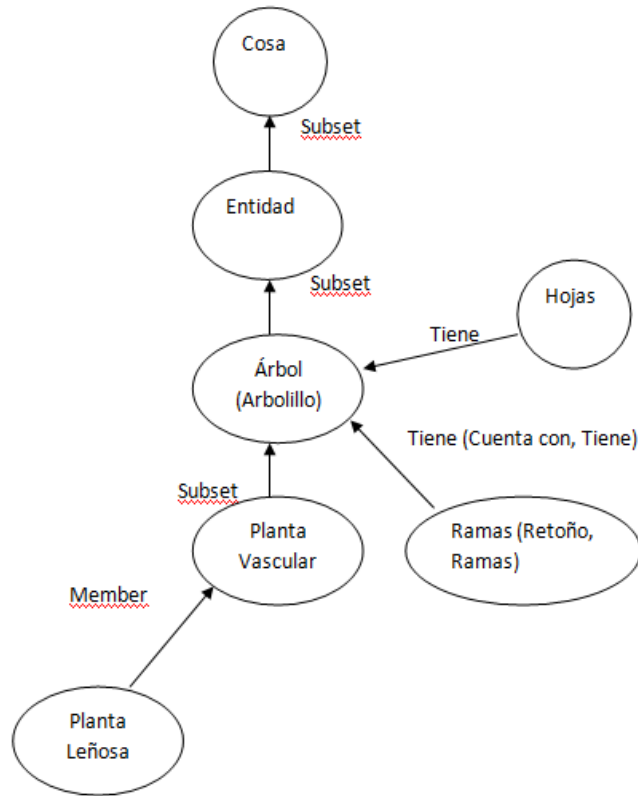 Cosa
Subset
Entidad
Subset
Hojas
Tiene
Árbol
(Arbolillo)
Tiene (Cuenta con, Tiene)
Subset
Planta
Vascular
Ramas (Retoño,
Ramas)
Member
Planta
Leñosa